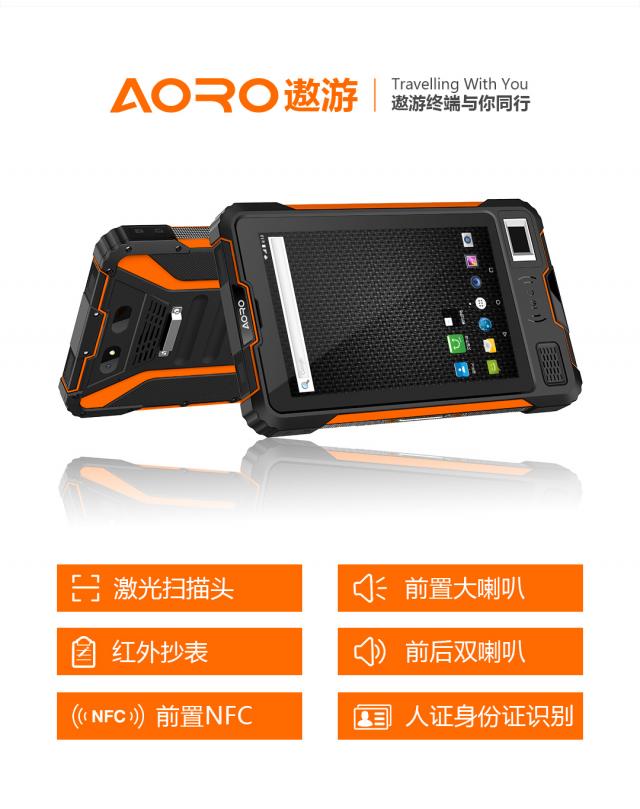 AORO遨游
Travelling With You
遨游终端与你同行
AORO
激光扫描头
前置大喇叭
红外抄表
前后双喇叭
NFC 前置NFC
人证身份证识别